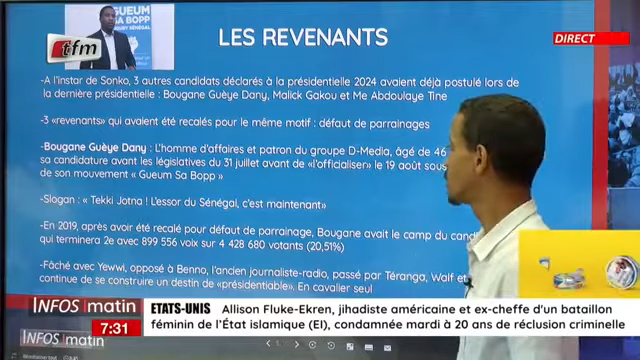 GUEUM
SA BOPP
BOUGET SÉNÉGAL
tfm
LES REVENANTS
DIRECT
-A l'instar de Sonko, 3 autres candidats déclarés à la présidentielle 2024 avaient déjà postulé lors de
la dernière présidentielle : Bougane Guèye Dany, Malick Gakou et Me Abdoulaye Tine
-3 «revenants» qui avaient été recalés pour le même motif : défaut de parrainages
-Bougane Guèye Dany : L'homme d'affaires et patron du groupe D-Media, âgé de 46
sa candidature avant les législatives du 31 juillet avant de «l'officialiser» le 19 août sous
de son mouvement « Gueum Sa Bopp »
-Slogan : « Tekki Jotna ! L'essor du Sénégal, c'est maintenant»
-En 2019, après avoir été recalé pour défaut de parrainage, Bougane avait le camp du cand
qui terminera 2e avec 899 556 voix sur 4 428 680 votants (20,51%)
-Fâché avec Yewwi, opposé à Benno, l'ancien journaliste-radio, passé par Téranga, Walf et
continue de se construire un destin de «présidentiable». En cavalier seul
INFOS matin
7:31
INFOS matin
ETATS-UNIS Allison Fluke-Ekren, jihadiste américaine et ex-cheffe d'un bataillon
féminin de l'État islamique (EI), condamnée mardi à 20 ans de réclusion criminelle